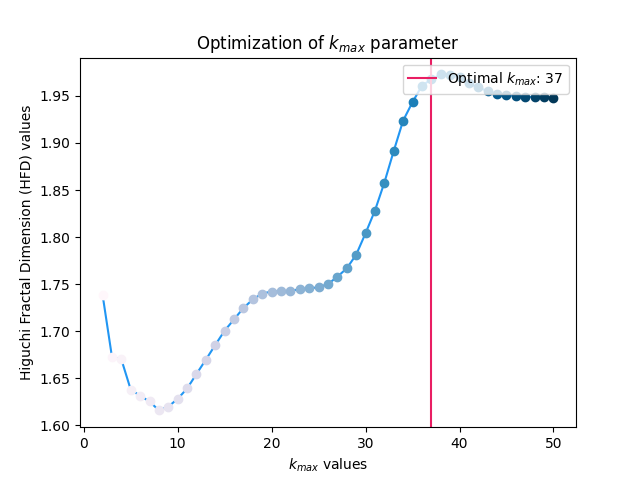 Optimization of $k_{max}$ parameter
Optimal $k_{max}$: 37
Higuchi Fractal Dimension (HFD) values
1.95
1.90
1.85
1.80
1.75
1.70
1.65
1.60
0 10 20 30 40 50
$k_{max}$ values